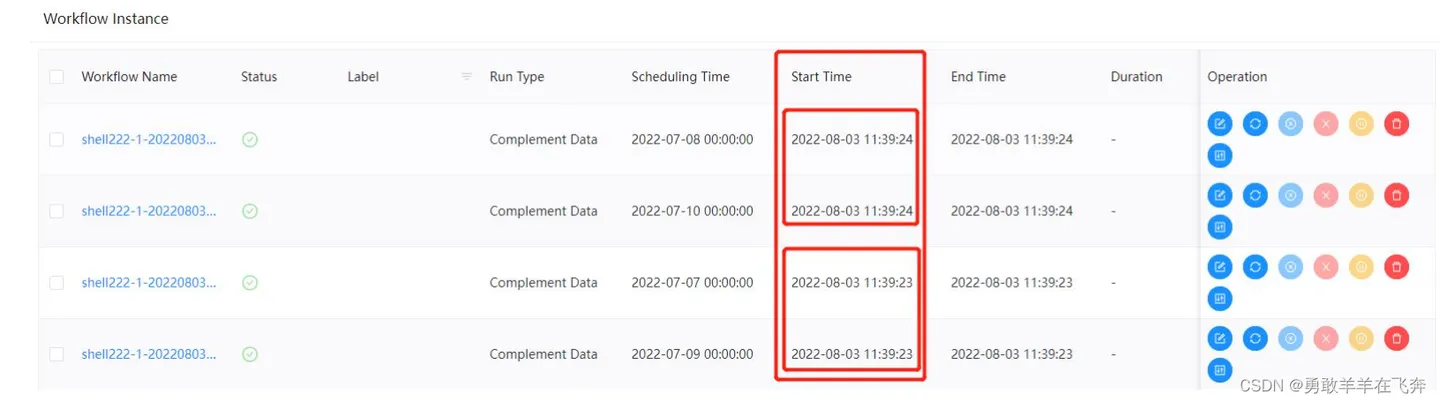 Workflow Instance
Workflow Name Status Label Run Type Scheduling Time Start Time End Time Duration Operation
shell222-1-20220803... Complement Data 2022-07-08 00:00:00 2022-08-03 11:39:24 2022-08-03 11:39:24 -
shell222-1-20220803... Complement Data 2022-07-10 00:00:00 2022-08-03 11:39:24 2022-08-03 11:39:24 -
shell222-1-20220803... Complement Data 2022-07-07 00:00:00 2022-08-03 11:39:23 2022-08-03 11:39:23 -
shell222-1-20220803... Complement Data 2022-07-09 00:00:00 2022-08-03 11:39:23 2022-08-03 11:39:23 -
CSDN @勇敢羊羊在飞奔